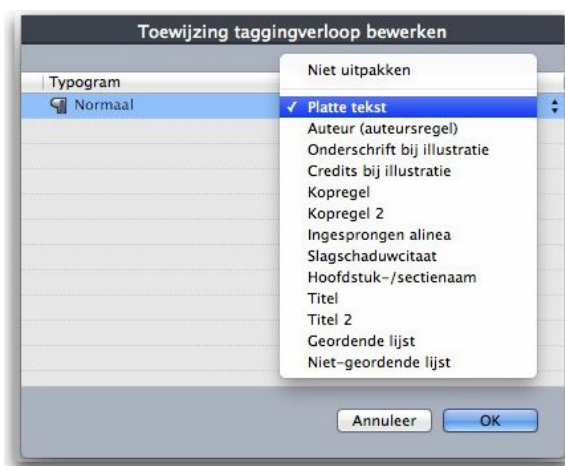 Toewijzing taggingverloop bewerken
Typogram
Normaal
Niet uitpakken
✓ Platte tekst
Auteur (auteursregel)
Onderschrift bij illustratie
Credits bij illustratie
Kopregel
Kopregel 2
Ingesprongen alinea
Slagschaduwcitaat
Hoofdstuk-/sectienaam
Titel
Titel 2
Geordende lijst
Niet-geordende lijst
Annuleer
OK